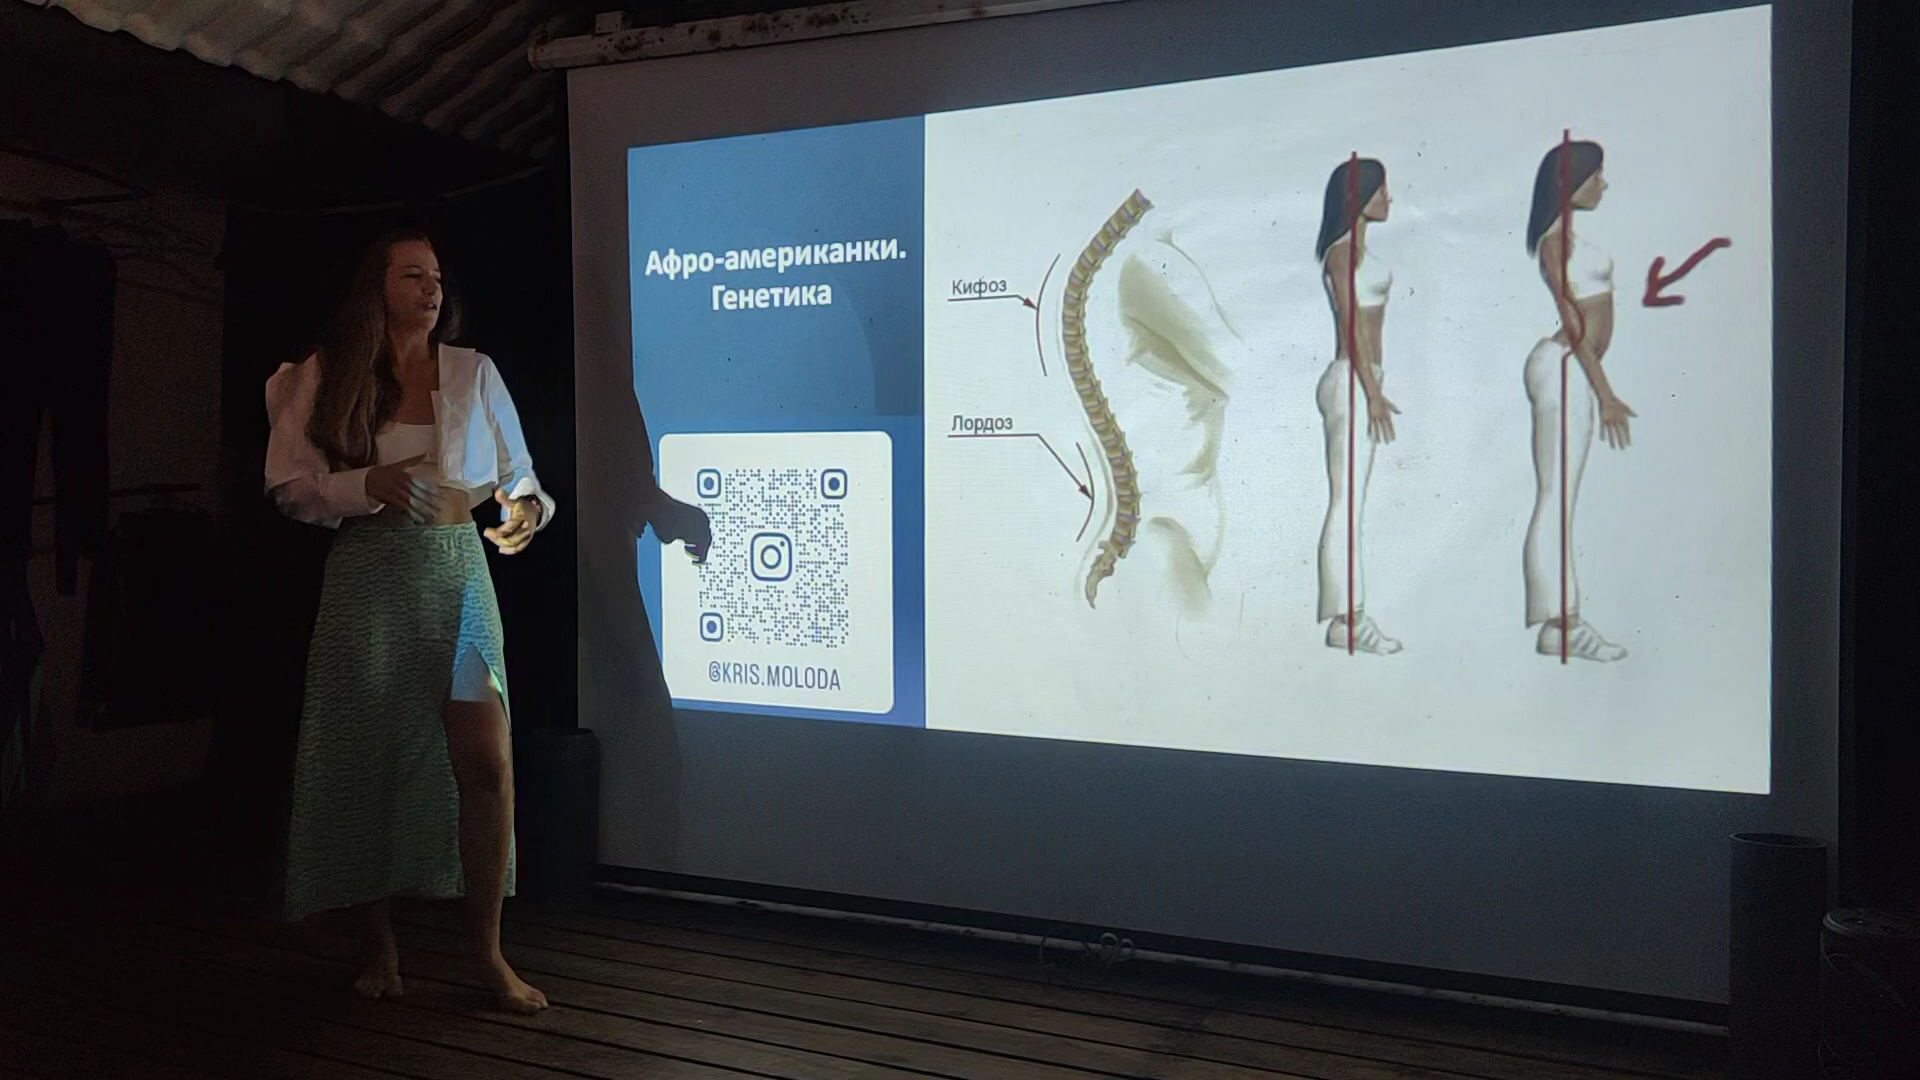 Афро-американки.
Генетика
@KRIS.MOLODA
Кифоз
Лордоз